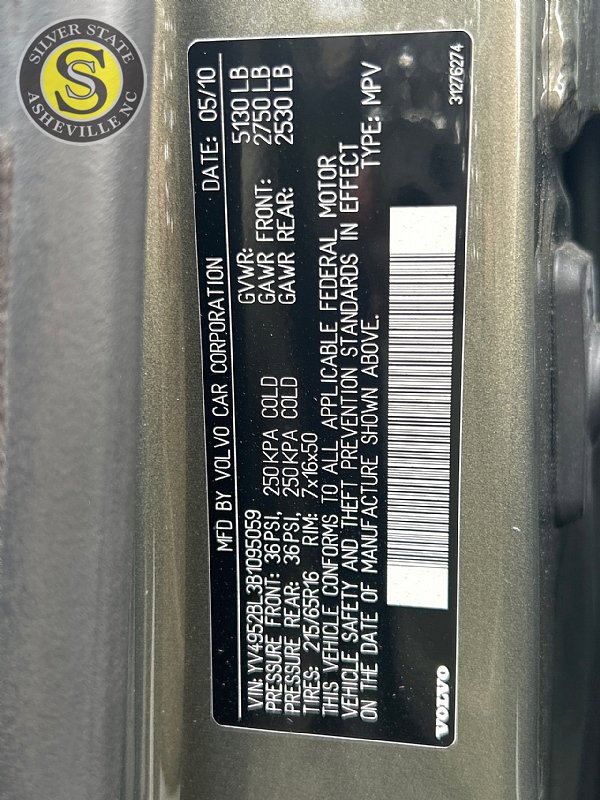 SILVER STATE
S
ASHEVILLE NC
MFD BY VOLVO CAR CORPORATION DATE: 05/10
VIN: YV4952BL3B1095059 GVWR: 5130 LB
PRESSURE FRONT: 36PSI, 250KPA COLD GAWR FRONT: 2750 LB
PRESSURE REAR: 36PSI, 250KPA COLD GAWR REAR: 2530 LB
TIRES: 215/65R16 RIM: 7x16x50
THIS VEHICLE CONFORMS TO ALL APPLICABLE FEDERAL MOTOR
VEHICLE SAFETY AND THEFT PREVENTION STANDARDS IN EFFECT
ON THE DATE OF MANUFACTURE SHOWN ABOVE. TYPE: MPV
VOLVO 31276274